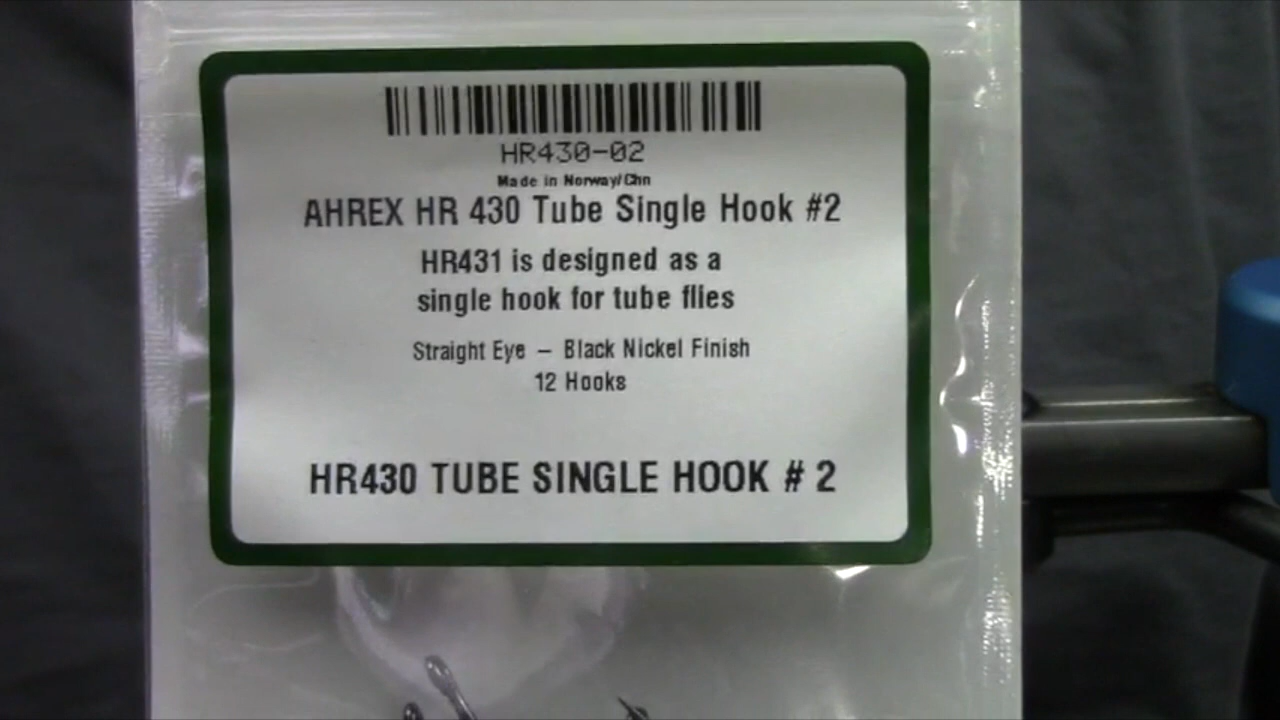 HR430-02
Made in Norway/Chn
AHREX HR 430 Tube Single Hook #2
HR431 is designed as a
single hook for tube flies
Straight Eye – Black Nickel Finish
12 Hooks
HR430 TUBE SINGLE HOOK # 2